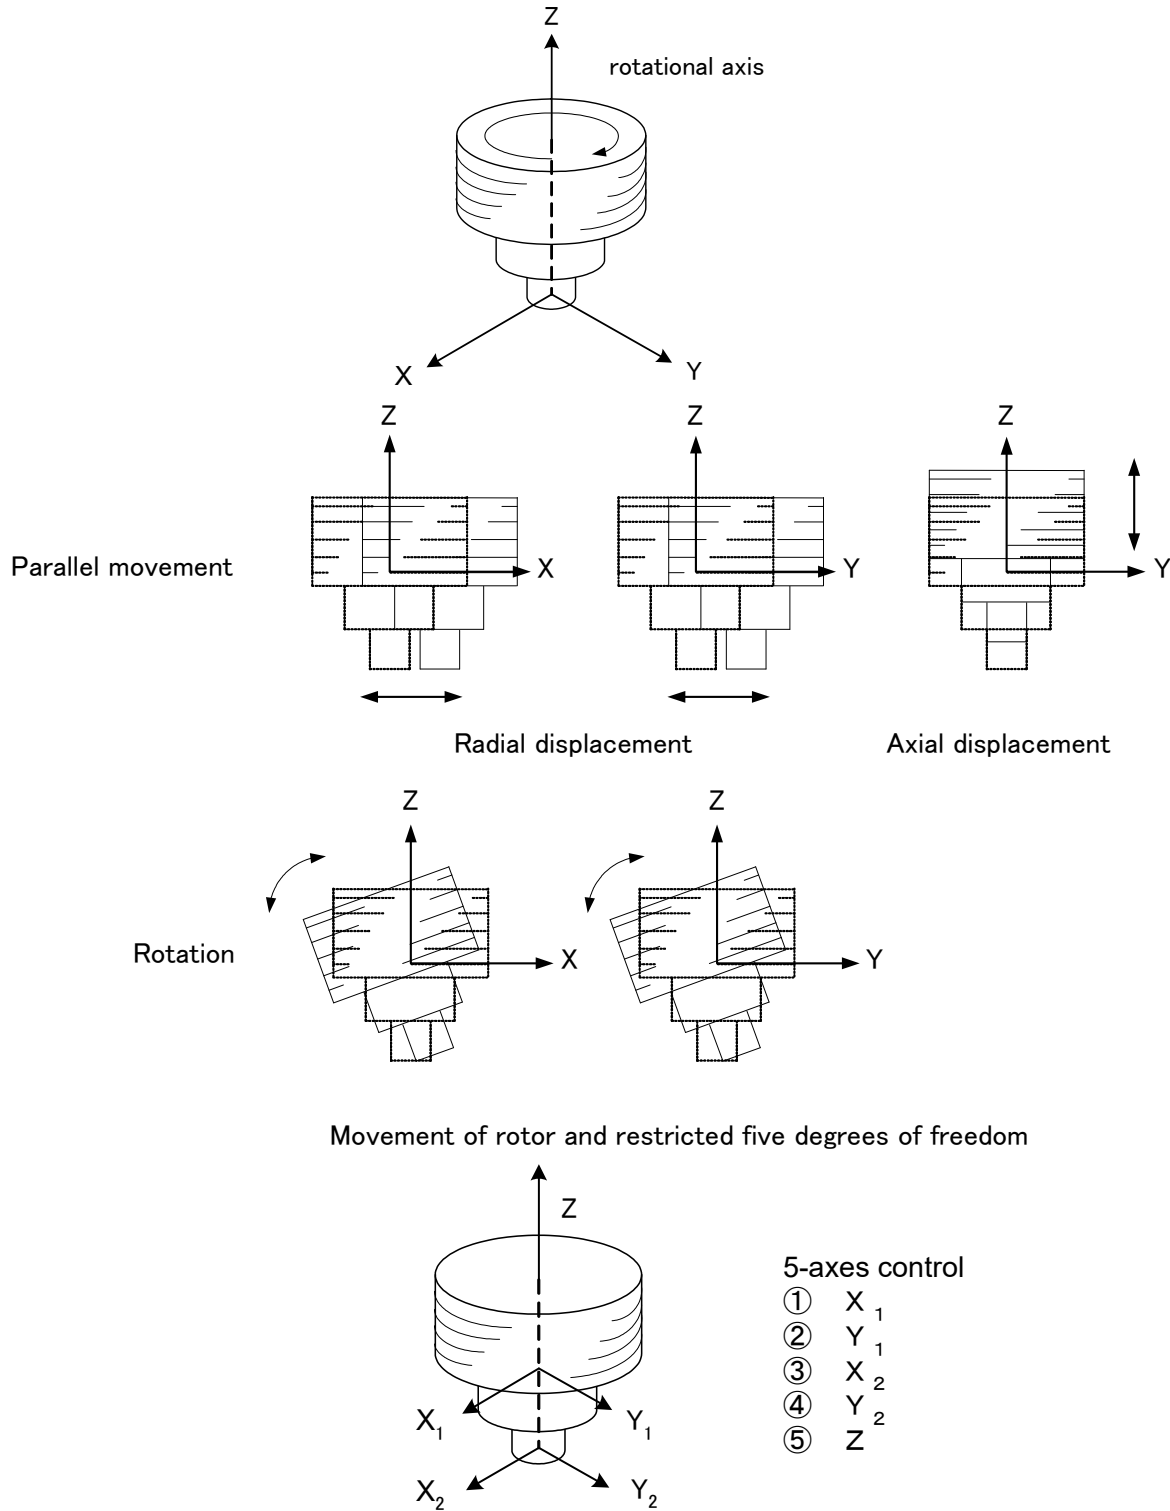 Z
rotational axis
X
Y
Z
Z
Z
Parallel movement
X
Y
Y
Radial displacement
Axial displacement
Z
Z
Rotation
X
Y
Movement of rotor and restricted five degrees of freedom
Z
5-axes control
① X₁
② Y₁
③ X₂
④ Y₂
⑤ Z
X₁
Y₁
X₂
Y₂